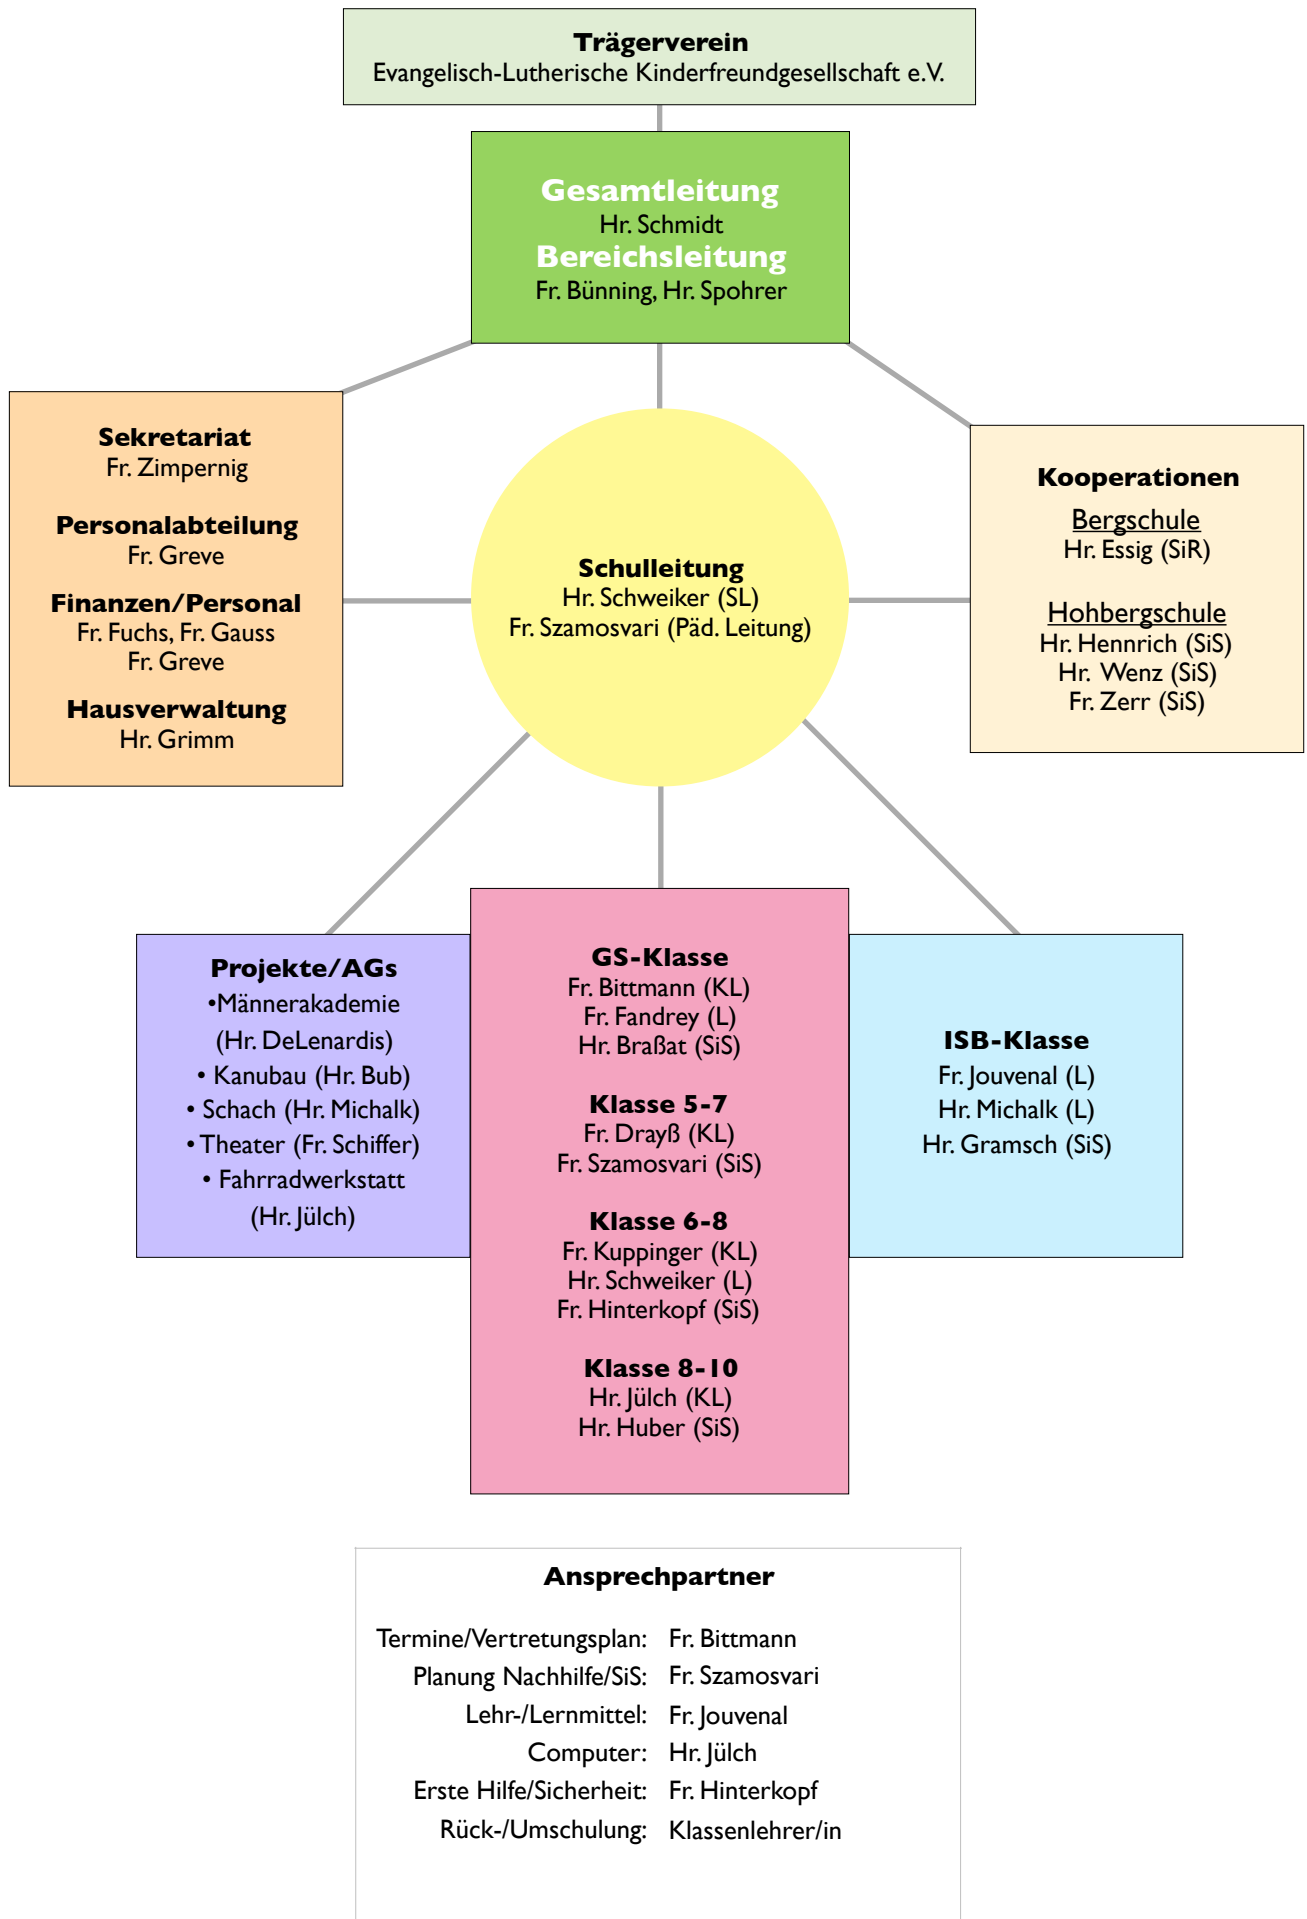 Trägerverein
Evangelisch-Lutherische Kinderfreundgesellschaft e.V.
Gesamtleitung
Hr. Schmidt
Bereichsleitung
Fr. Bünning, Hr. Spohrer
Sekretariat
Fr. Zimpernig
Personalabteilung
Fr. Greve
Finanzen/Personal
Fr. Fuchs, Fr. Gauss
Fr. Greve
Hausverwaltung
Hr. Grimm
Schulleitung
Hr. Schweiker (SL)
Fr. Szamosvari (Päd. Leitung)
Kooperationen
Bergschule
Hr. Essig (SiR)
Hohbergschule
Hr. Hennrich (SiS)
Hr. Wenz (SiS)
Fr. Zerr (SiS)
Projekte/AGs
•Männerakademie
(Hr. DeLenardis)
• Kanubau (Hr. Bub)
• Schach (Hr. Michalk)
• Theater (Fr. Schiffer)
• Fahrradwerkstatt
(Hr. Jülch)
GS-Klasse
Fr. Bittmann (KL)
Fr. Fandrey (L)
Hr. Braßat (SiS)
Klasse 5-7
Fr. Drayß (KL)
Fr. Szamosvari (SiS)
Klasse 6-8
Fr. Kuppinger (KL)
Hr. Schweiker (L)
Fr. Hinterkopf (SiS)
Klasse 8-10
Hr. Jülch (KL)
Hr. Huber (SiS)
ISB-Klasse
Fr. Jouvenal (L)
Hr. Michalk (L)
Hr. Gramsch (SiS)
Ansprechpartner
Termine/Vertretungsplan: Fr. Bittmann
Planung Nachhilfe/SiS: Fr. Szamosvari
Lehr-/Lernmittel: Fr. Jouvenal
Computer: Hr. Jülch
Erste Hilfe/Sicherheit: Fr. Hinterkopf
Rück-/Umschulung: Klassenlehrer/in